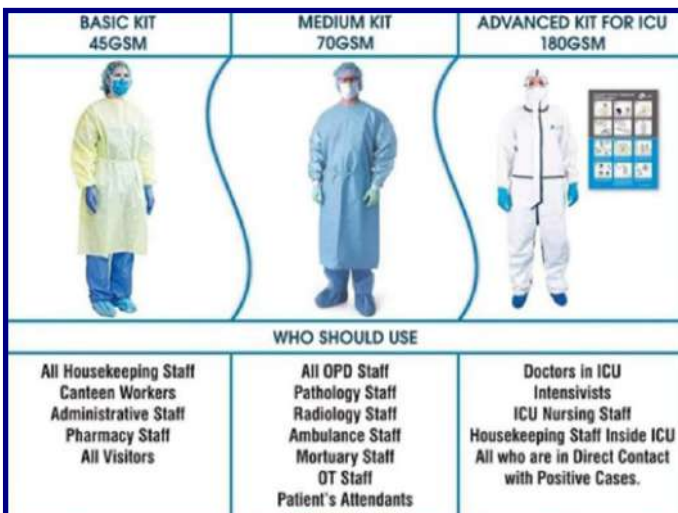 BASIC KIT
45GSM
MEDIUM KIT
70GSM
ADVANCED KIT FOR ICU
180GSM
WHO SHOULD USE
All Housekeeping Staff
Canteen Workers
Administrative Staff
Pharmacy Staff
All Visitors
All OPD Staff
Pathology Staff
Radiology Staff
Ambulance Staff
Mortuary Staff
OT Staff
Patient's Attendants
Doctors in ICU
Intensivists
ICU Nursing Staff
Housekeeping Staff Inside ICU
All who are in Direct Contact
with Positive Cases.